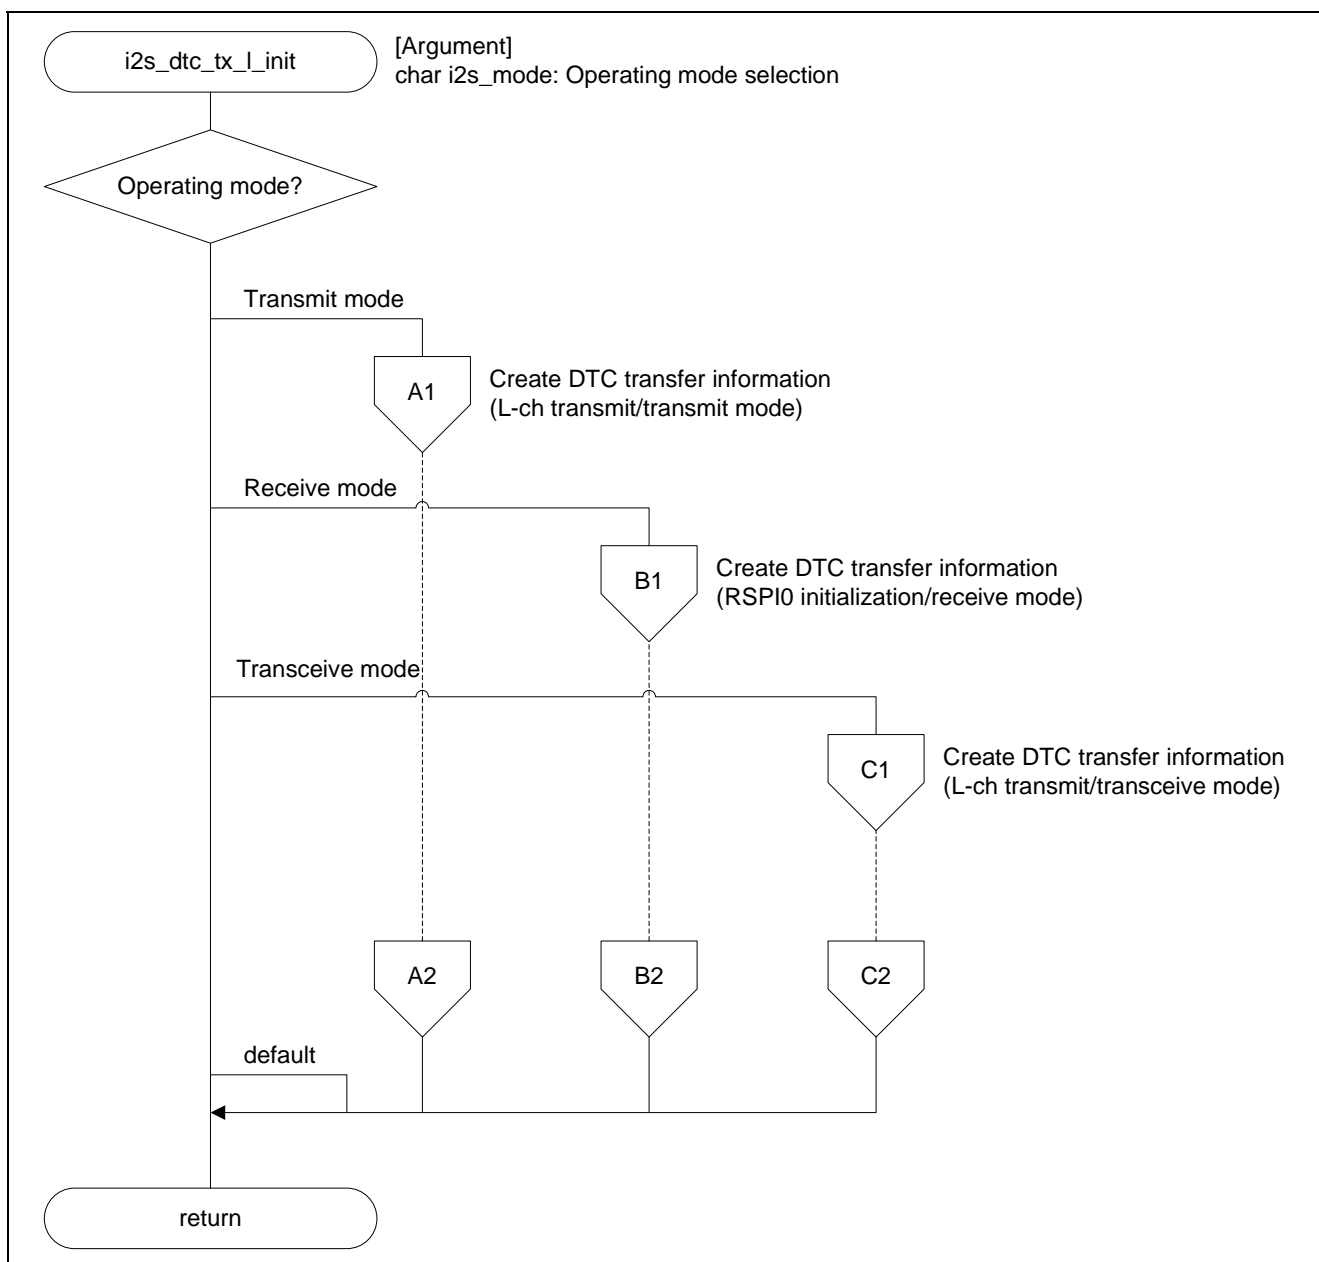 i2s_dtc_tx_l_init
[Argument]
char i2s_mode: Operating mode selection
Operating mode?
Transmit mode
A1
Create DTC transfer information
(L-ch transmit/transmit mode)
Receive mode
B1
Create DTC transfer information
(RSPI0 initialization/receive mode)
Transceive mode
C1
Create DTC transfer information
(L-ch transmit/transceive mode)
A2
B2
C2
default
return